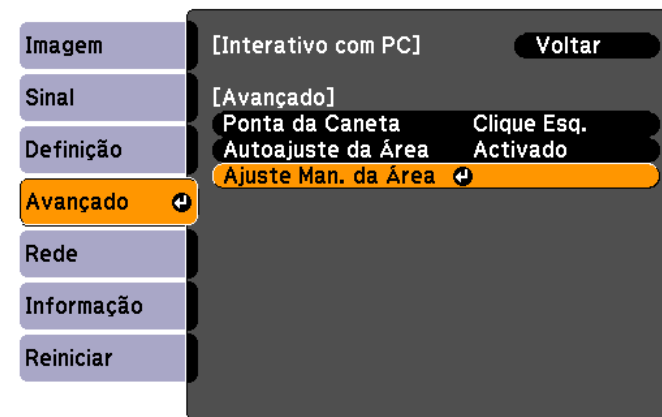 Imagem
Sinal
Definição
Avançado
Rede
Informação
Reiniciar
[Interativo com PC] Voltar
[Avançado]
Ponta da Caneta Clique Esq.
Autoajuste da Área Activado
Ajuste Man. da Área